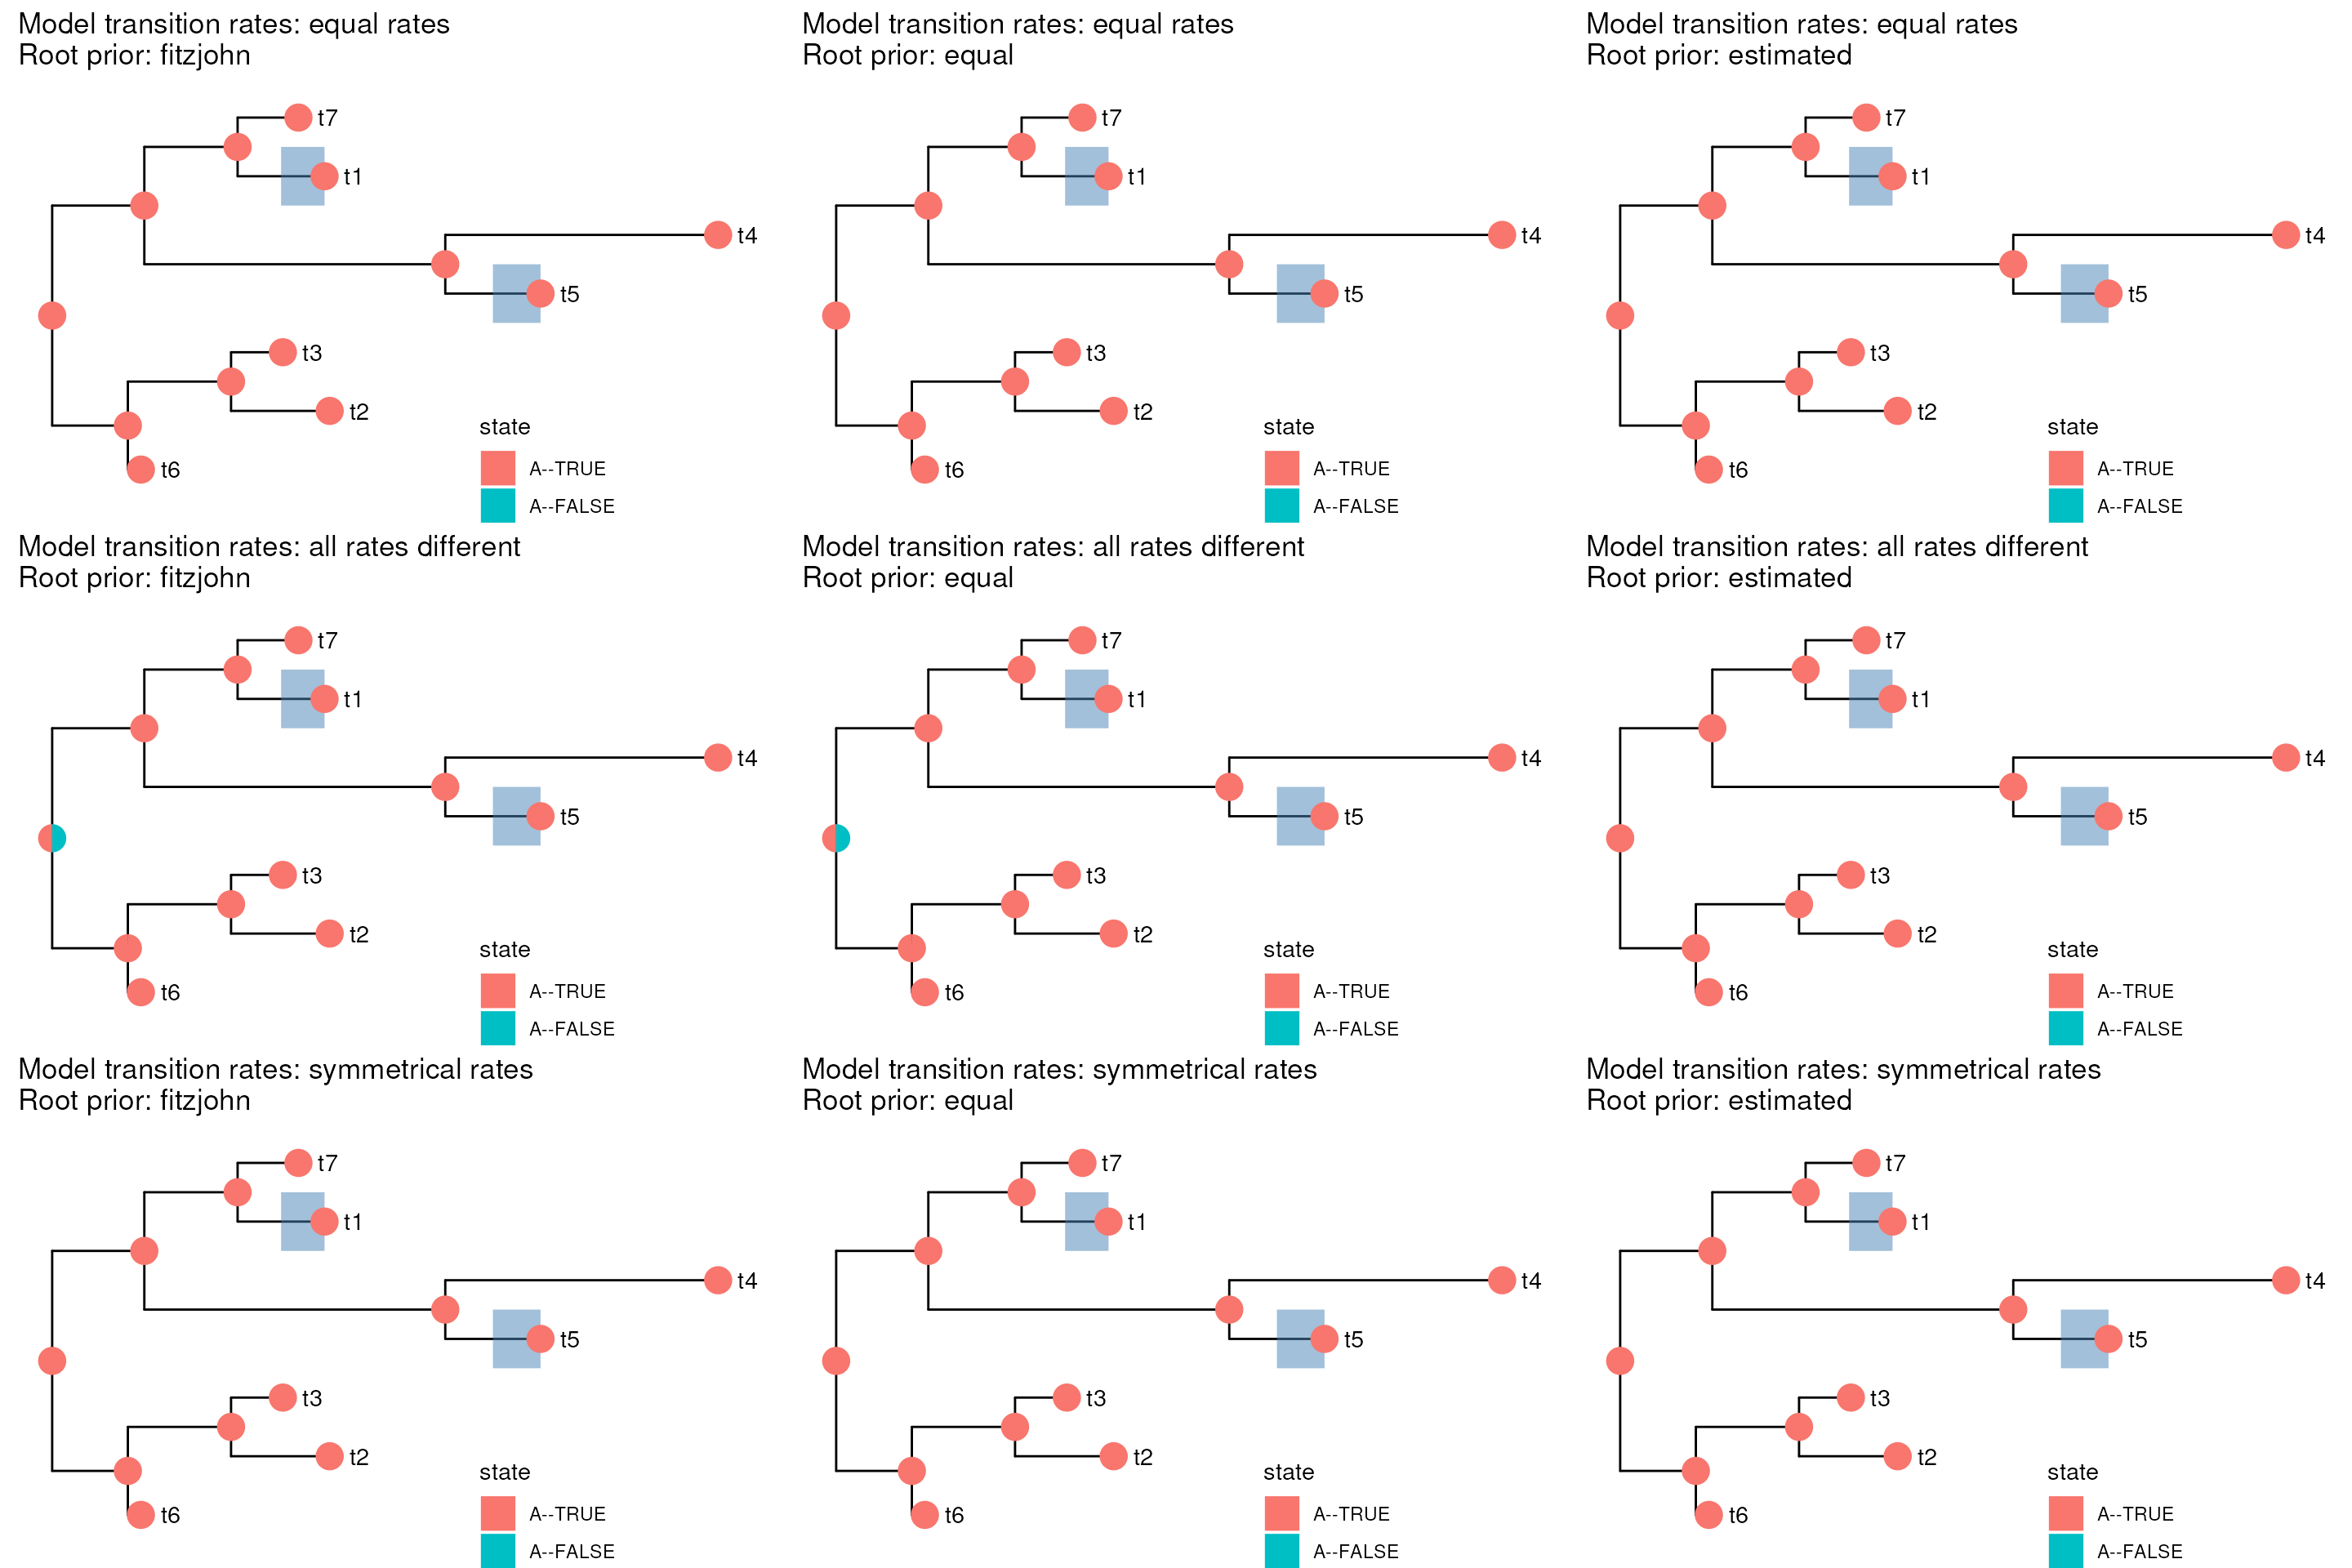 Model transition rates: equal rates
Root prior: fitzjohn
t7
t1
t4
t5
t3
t2
t6
state
A--TRUE
A--FALSE
Model transition rates: equal rates
Root prior: equal
t7
t1
t4
t5
t3
t2
t6
state
A--TRUE
A--FALSE
Model transition rates: equal rates
Root prior: estimated
t7
t1
t4
t5
t3
t2
t6
state
A--TRUE
A--FALSE
Model transition rates: all rates different
Root prior: fitzjohn
t7
t1
t4
t5
t3
t2
t6
state
A--TRUE
A--FALSE
Model transition rates: all rates different
Root prior: equal
t7
t1
t4
t5
t3
t2
t6
state
A--TRUE
A--FALSE
Model transition rates: all rates different
Root prior: estimated
t7
t1
t4
t5
t3
t2
t6
state
A--TRUE
A--FALSE
Model transition rates: symmetrical rates
Root prior: fitzjohn
t7
t1
t4
t5
t3
t2
t6
state
A--TRUE
A--FALSE
Model transition rates: symmetrical rates
Root prior: equal
t7
t1
t4
t5
t3
t2
t6
state
A--TRUE
A--FALSE
Model transition rates: symmetrical rates
Root prior: estimated
t7
t1
t4
t5
t3
t2
t6
state
A--TRUE
A--FALSE